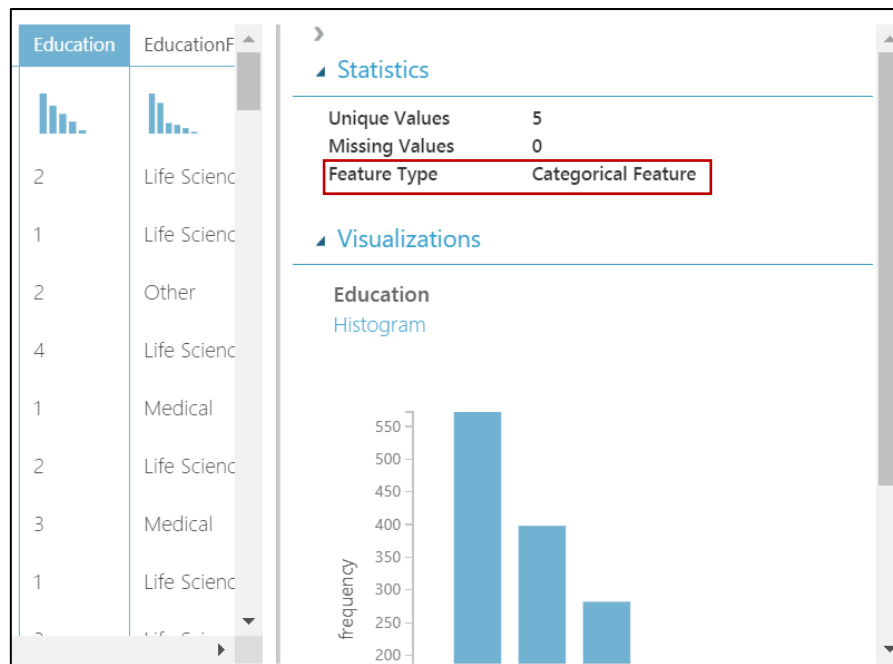 Education EducationF
2 Life Scienc
1 Life Scienc
2 Other
4 Life Scienc
1 Medical
2 Life Scienc
3 Medical
1 Life Scienc
Statistics
Unique Values 5
Missing Values 0
Feature Type Categorical Feature
Visualizations
Education
Histogram
550
500
450
400
350
300
250
200
frequency